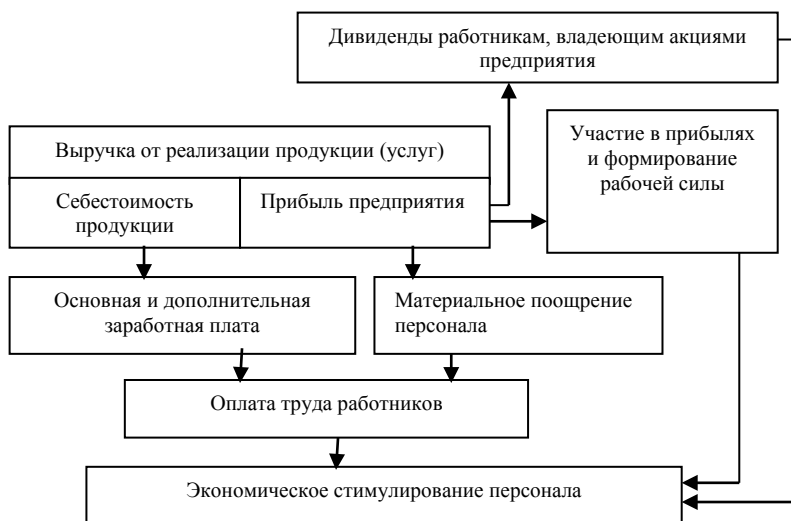 Дивиденды работникам, владеющим акциями
предприятия
Участие в прибылях
и формирование
рабочей силы
Выручка от реализации продукции (услуг)
Себестоимость
продукции
Прибыль предприятия
Основная и дополнительная
заработная плата
Материальное поощрение
персонала
Оплата труда работников
Экономическое стимулирование персонала